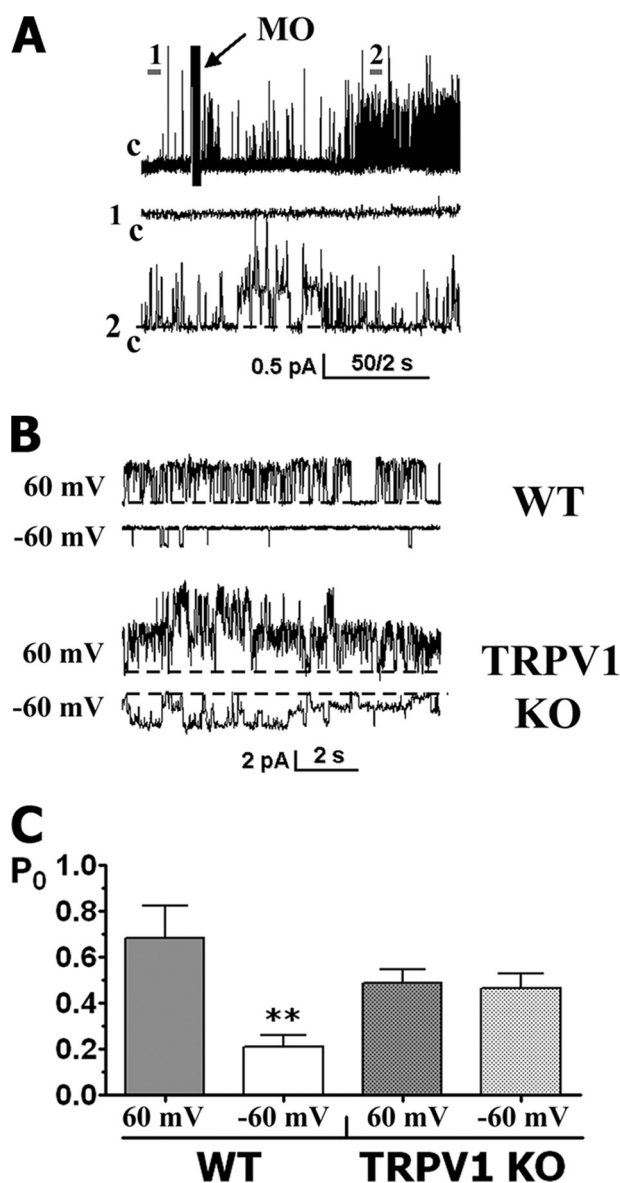 A
MO
1
2
c
1
c
2
c
0.5 pA 50/2 s
B
60 mV
WT
-60 mV
60 mV
TRPV1
-60 mV
KO
2 pA 2 s
C
P0
1.0
0.8
0.6
0.4
**
0.2
0.0
60 mV -60 mV 60 mV -60 mV
WT TRPV1 KO